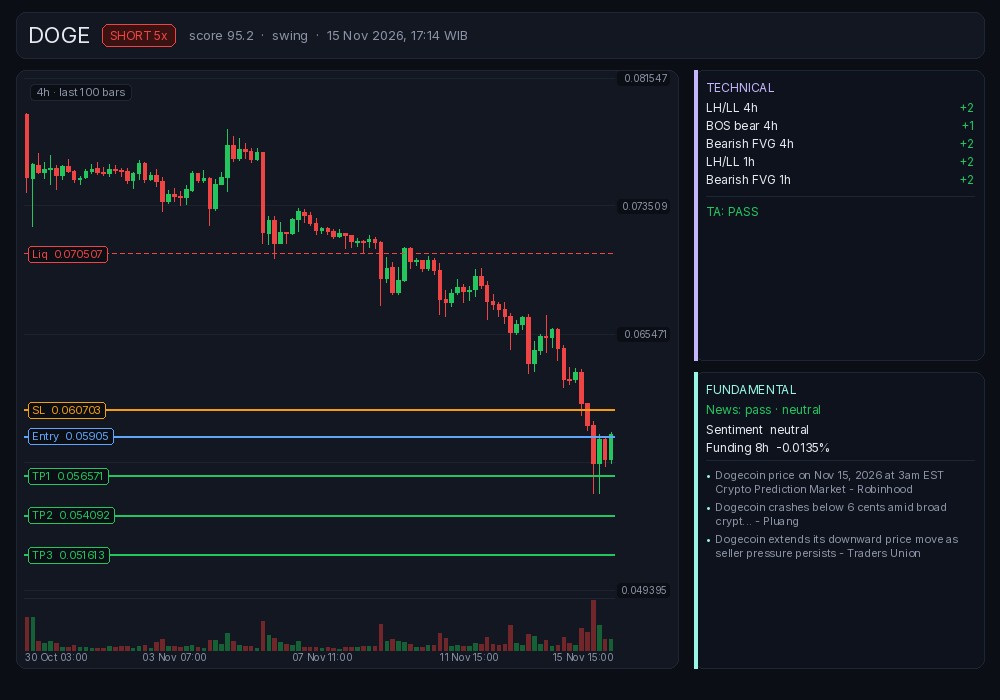 DOGE SHORT 5x score 95.2 · swing · 15 Nov 2026, 17:14 WIB
4h · last 100 bars
0.081547
0.073509
Liq 0.070507
0.065471
SL 0.060703
Entry 0.05905
TP1 0.056571
TP2 0.054092
TP3 0.051613
0.049395
30 Oct 03:00 03 Nov 07:00 07 Nov 11:00 11 Nov 15:00 15 Nov 15:00
TECHNICAL
LH/LL 4h +2
BOS bear 4h +1
Bearish FVG 4h +2
LH/LL 1h +2
Bearish FVG 1h +2
TA: PASS
FUNDAMENTAL
News: pass · neutral
Sentiment neutral
Funding 8h -0.0135%
• Dogecoin price on Nov 15, 2026 at 3am EST
Crypto Prediction Market - Robinhood
• Dogecoin crashes below 6 cents amid broad
crypt... - Pluang
• Dogecoin extends its downward price move as
seller pressure persists - Traders Union